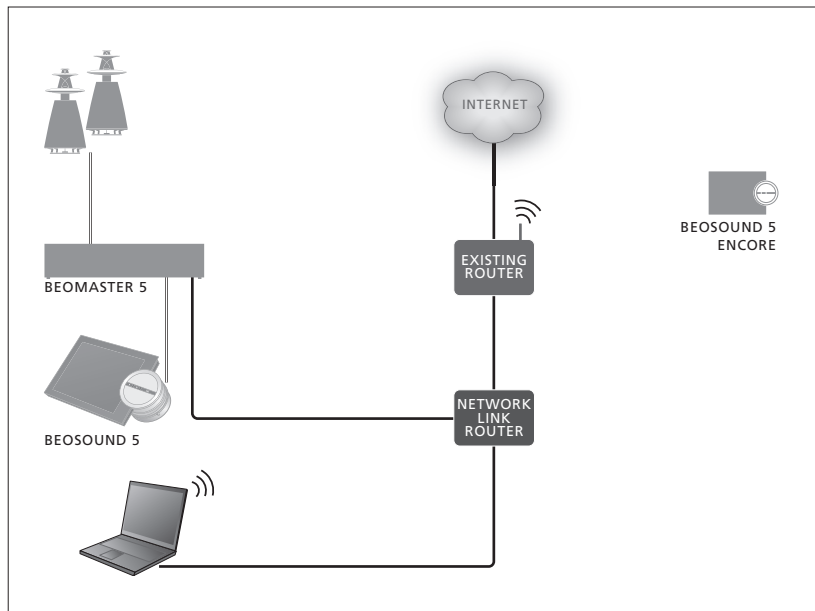 INTERNET
BEOSOUND 5
ENCORE
EXISTING
ROUTER
BEOMASTER 5
NETWORK
LINK
ROUTER
BEOSOUND 5